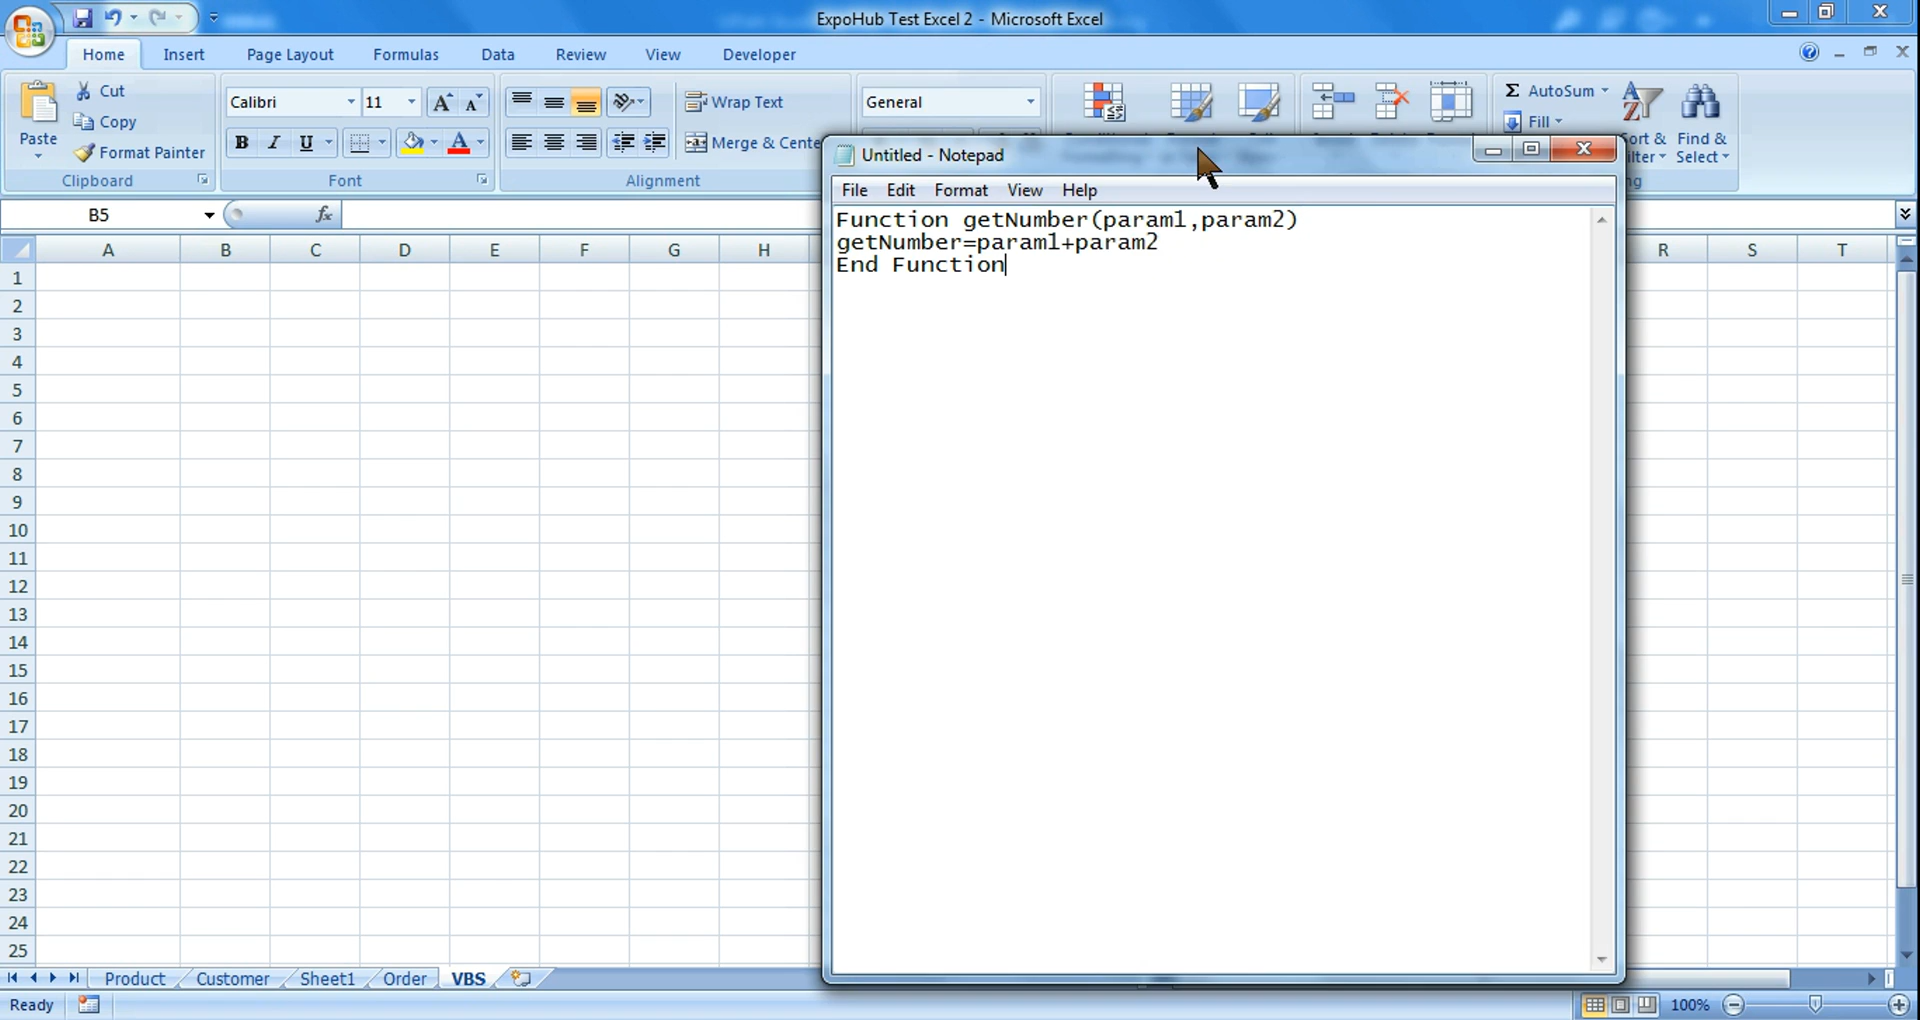 ExpoHub Test Excel 2 - Microsoft Excel
Home Insert Page Layout Formulas Data Review View Developer
Paste
Cut
Copy
Format Painter
Clipboard
Calibri 11
B I U
Font
Wrap Text
Merge & Cente
Alignment
General
Σ AutoSum
Fill
Sort &
Filter
Find &
Select
B5
fx
A B C D E F G H R S T
1
2
3
4
5
6
7
8
9
10
11
12
13
14
15
16
17
18
19
20
21
22
23
24
25
Untitled - Notepad
File Edit Format View Help
Function getNumber(param1,param2)
getNumber=param1+param2
End Function
Product Customer Sheet1 Order VBS
Ready
100%